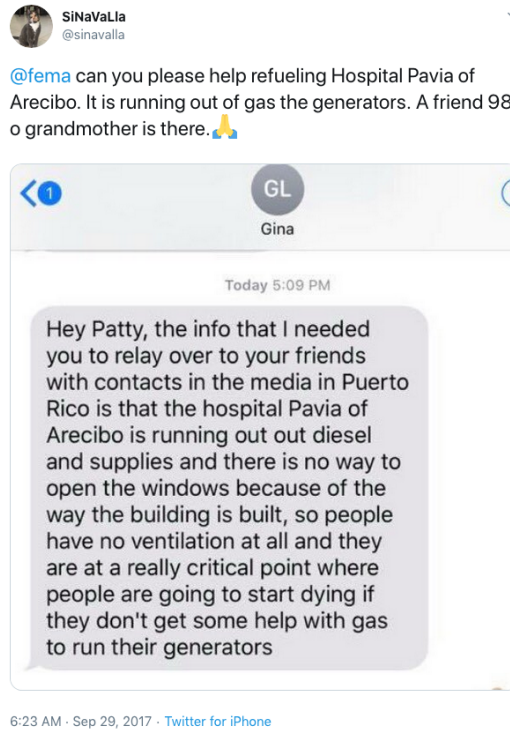 SiNaVaLla
@sinavalla
@fema can you please help refueling Hospital Pavia of
Arecibo. It is running out of gas the generators. A friend 98
o grandmother is there.🙏
1
GL
Gina
Today 5:09 PM
Hey Patty, the info that I needed
you to relay over to your friends
with contacts in the media in Puerto
Rico is that the hospital Pavia of
Arecibo is running out out diesel
and supplies and there is no way to
open the windows because of the
way the building is built, so people
have no ventilation at all and they
are at a really critical point where
people are going to start dying if
they don't get some help with gas
to run their generators
6:23 AM · Sep 29, 2017 · Twitter for iPhone